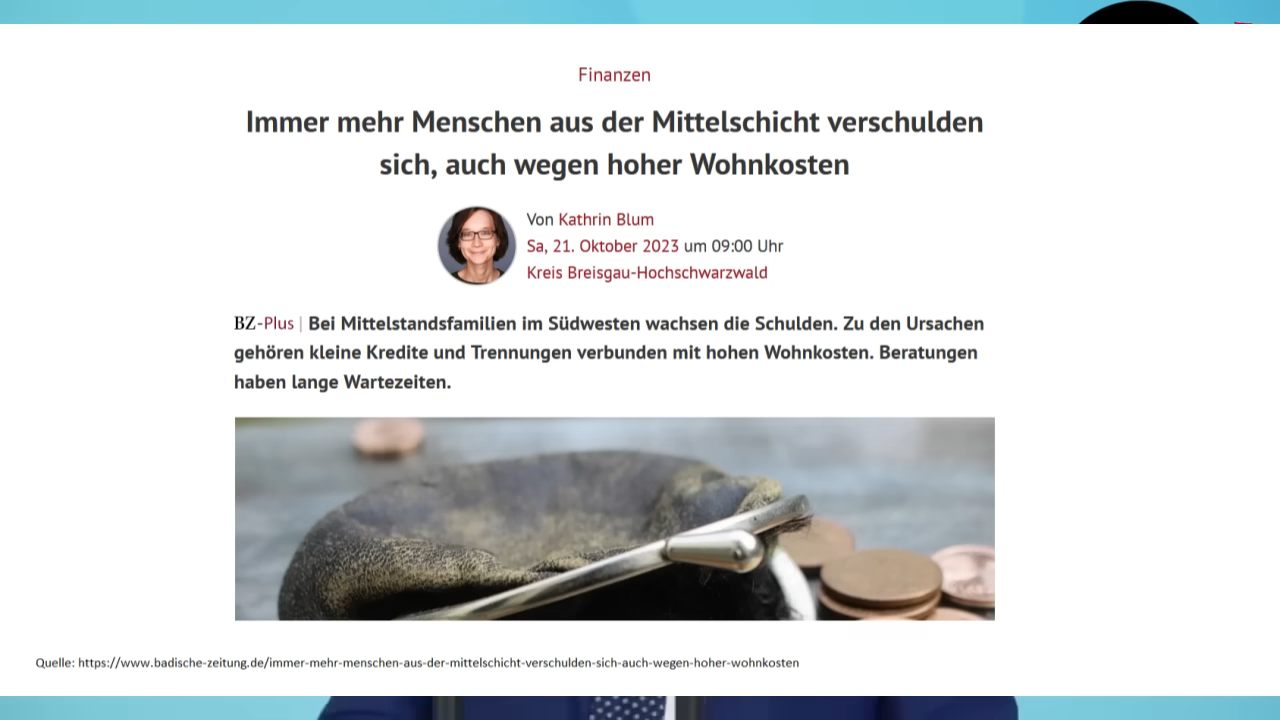 Finanzen
Immer mehr Menschen aus der Mittelschicht verschulden
sich, auch wegen hoher Wohnkosten
Von Kathrin Blum
Sa, 21. Oktober 2023 um 09:00 Uhr
Kreis Breisgau-Hochschwarzwald
BZ-Plus | Bei Mittelstandsfamilien im Südwesten wachsen die Schulden. Zu den Ursachen
gehören kleine Kredite und Trennungen verbunden mit hohen Wohnkosten. Beratungen
haben lange Wartezeiten.
Quelle: https://www.badische-zeitung.de/immer-mehr-menschen-aus-der-mittelschicht-verschulden-sich-auch-wegen-hoher-wohnkosten